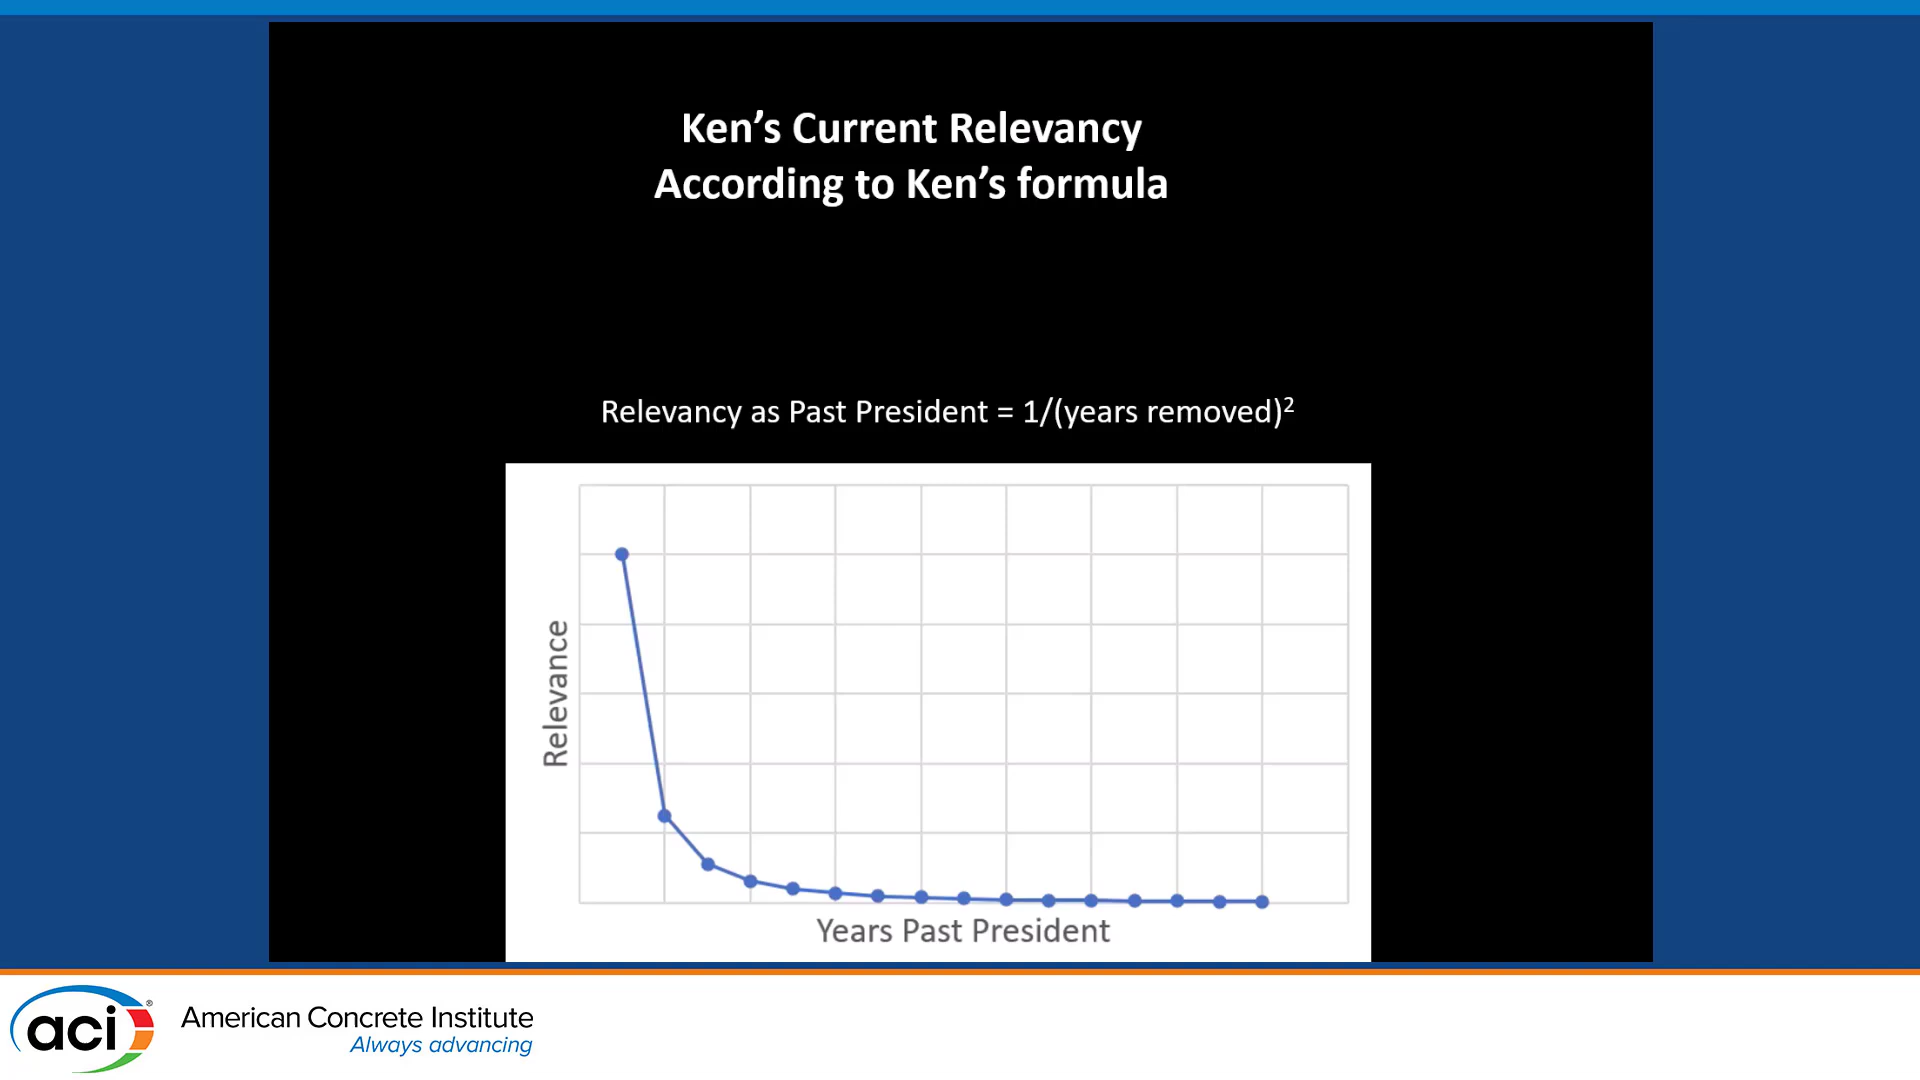 Ken’s Current Relevancy
According to Ken’s formula
Relevancy as Past President = 1/(years removed)²
Relevance
Years Past President
aci®
American Concrete Institute
Always advancing